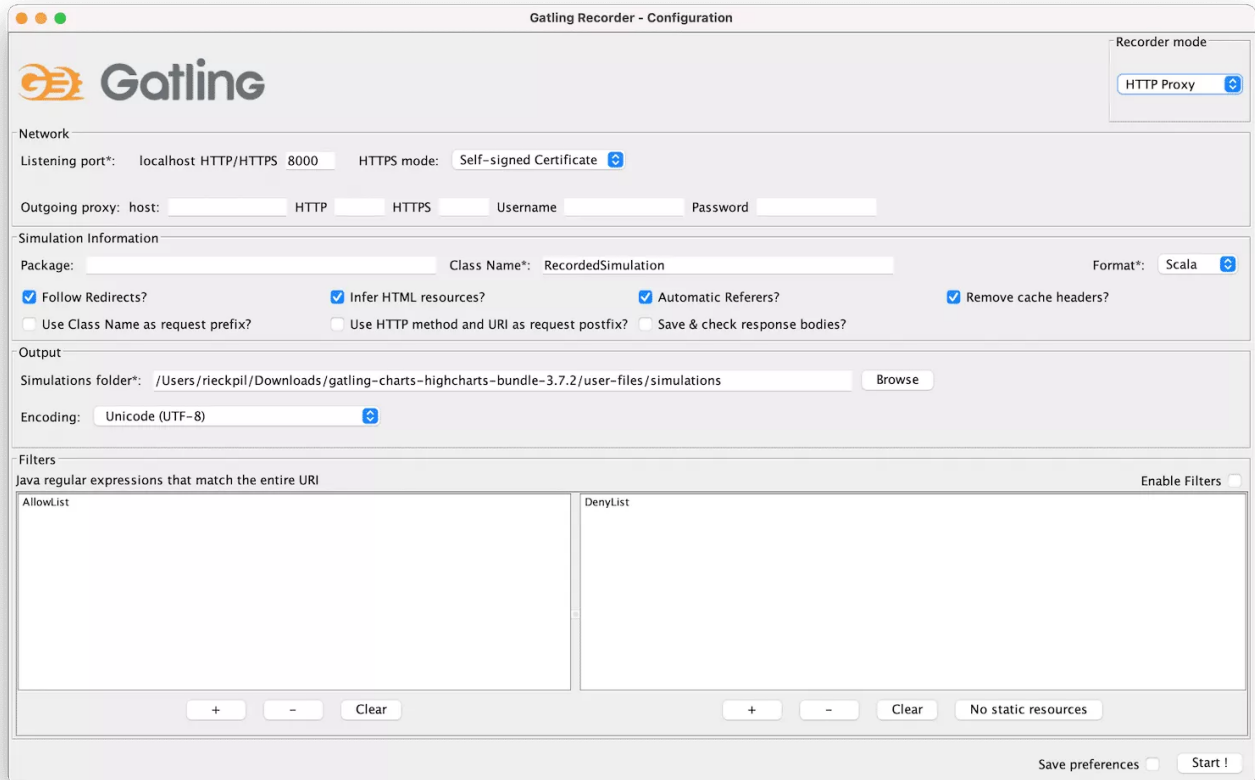 Gatling Recorder - Configuration
Recorder mode
Gatling
HTTP Proxy
Network
Listening port*: localhost HTTP/HTTPS 8000 HTTPS mode: Self-signed Certificate
Outgoing proxy: host: HTTP HTTPS Username Password
Simulation Information
Package: Class Name*: RecordedSimulation Format*: Scala
Follow Redirects? Infer HTML resources? Automatic Referers? Remove cache headers?
Use Class Name as request prefix? Use HTTP method and URI as request postfix? Save & check response bodies?
Output
Simulations folder*: /Users/rieckpil/Downloads/gatling-charts-highcharts-bundle-3.7.2/user-files/simulations Browse
Encoding: Unicode (UTF-8)
Filters
Java regular expressions that match the entire URI Enable Filters
AllowList DenyList
+ - Clear + - Clear No static resources
Save preferences Start !